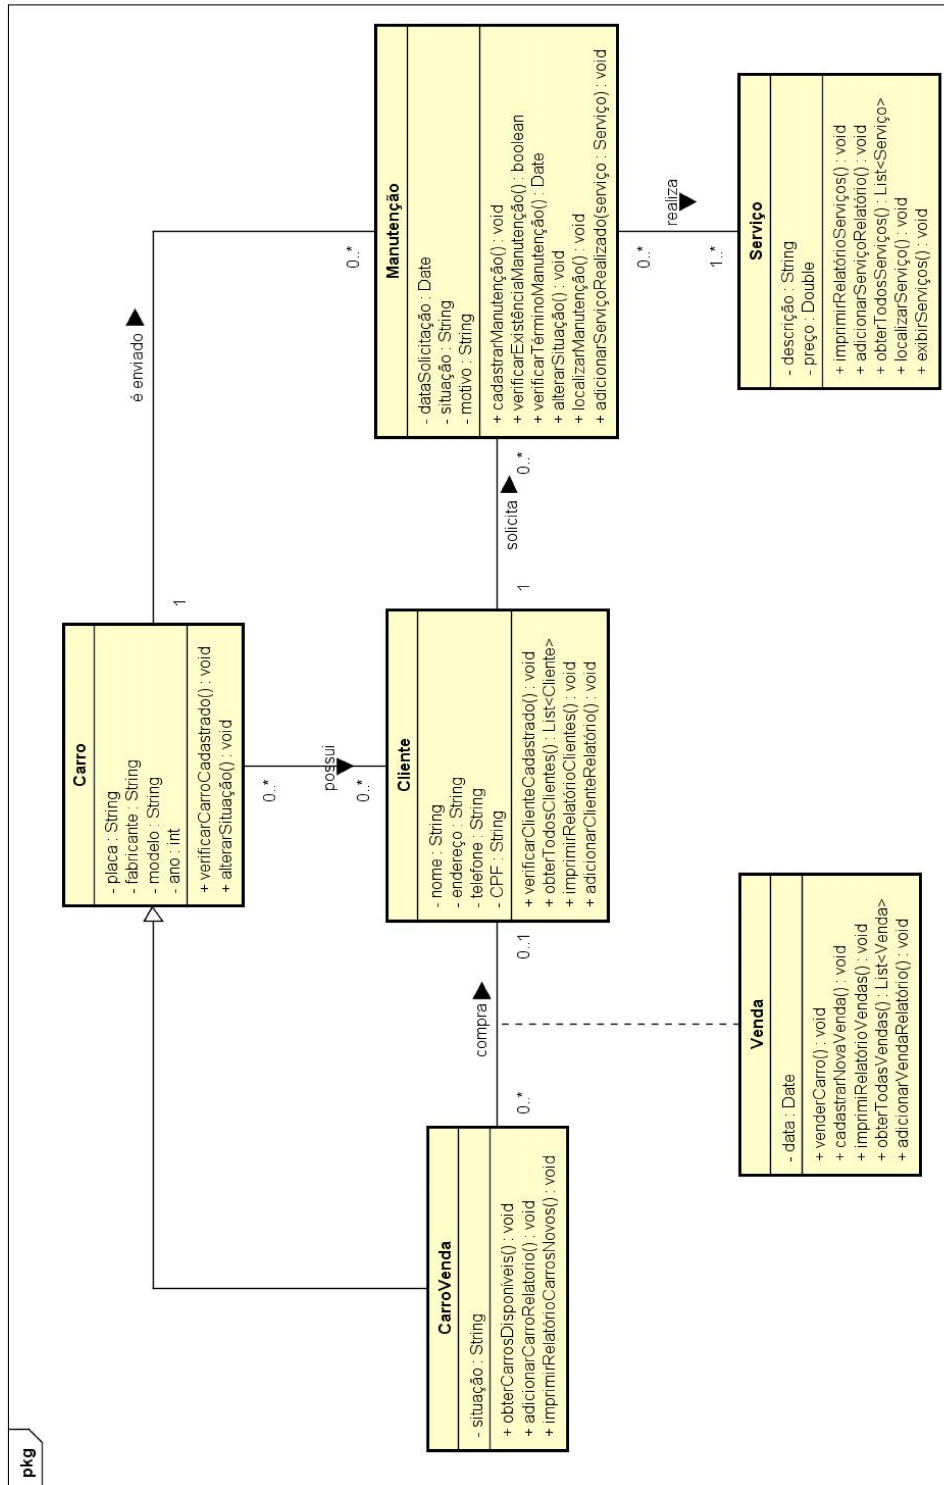 pkg
Carro
- placa : String
- fabricante : String
- modelo : String
- ano : int
+ verificarCarroCadastrado() : void
+ alterarSituação() : void
1
é enviado
0..*
0..*
possui
0..*
CarroVenda
- situação : String
+ obterCarrosDisponíveis() : void
+ adicionarCarroRelatorio() : void
+ imprimirRelatórioCarrosNovos() : void
0..*
compra
0..1
Cliente
- nome : String
- endereço : String
- telefone : String
- CPF : String
+ verificarClienteCadastrado() : void
+ obterTodosClientes() : List<Cliente>
+ imprimirRelatórioClientes() : void
+ adicionarClienteRelatório() : void
1
solicita
0..*
Manutenção
- dataSolicitação : Date
- situação : String
- motivo : String
+ cadastrarManutenção() : void
+ verificarExistênciaManutenção() : boolean
+ verificarTérminoManutenção() : Date
+ alterarSituação() : void
+ localizarManutenção() : void
+ adicionarServiçoRealizado(serviço : Serviço) : void
0..*
realiza
1..*
Venda
- data : Date
+ venderCarro() : void
+ cadastrarNovaVenda() : void
+ imprimiRelatórioVendas() : void
+ obterTodasVendas() : List<Venda>
+ adicionarVendaRelatório() : void
Serviço
- descrição : String
- preço : Double
+ imprimirRelatórioServiços() : void
+ adicionarServiçoRelatório() : void
+ obterTodosServiços() : List<Serviço>
+ localizarServiço() : void
+ exibirServiços() : void